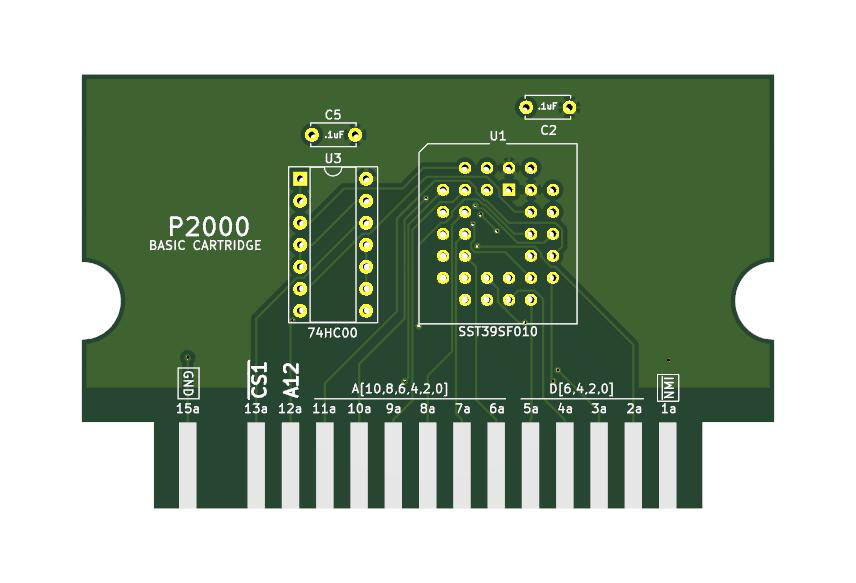 C5
.1uF
.1uF
C2
U3
U1
P2000
BASIC CARTRIDGE
74HC00
SST39SF010
GND
CS1
A12
A[10,8,6,4,2,0]
D[6,4,2,0]
NMI
15a 13a 12a 11a 10a 9a 8a 7a 6a 5a 4a 3a 2a 1a